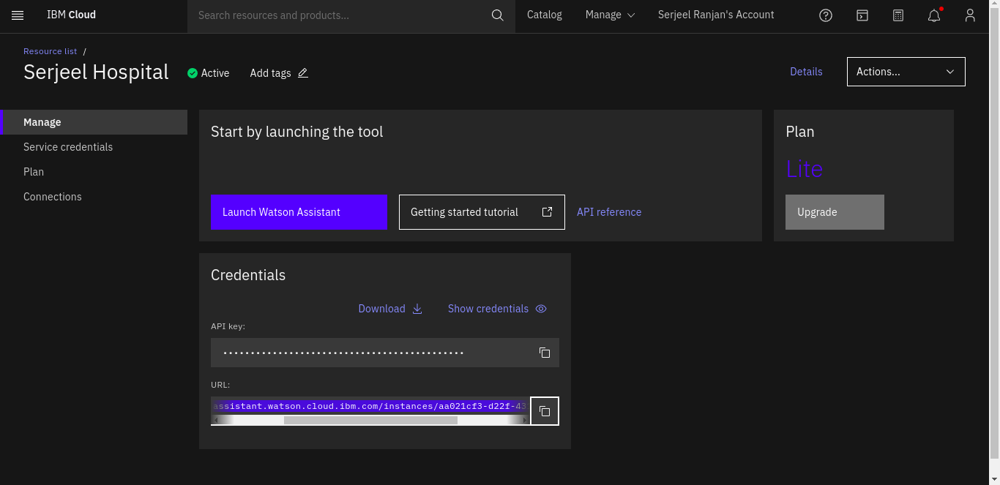 IBM Cloud
Search resources and products...
Catalog
Manage
Serjeel Ranjan's Account
Resource list /
Serjeel Hospital
Active
Add tags
Details
Actions...
Manage
Service credentials
Plan
Connections
Start by launching the tool
Launch Watson Assistant
Getting started tutorial
API reference
Plan
Lite
Upgrade
Credentials
Download
Show credentials
API key:
••••••••••••••••••••••••••••••••••••••••••••
URL:
assistant.watson.cloud.ibm.com/instances/aa021cf3-d22f-43